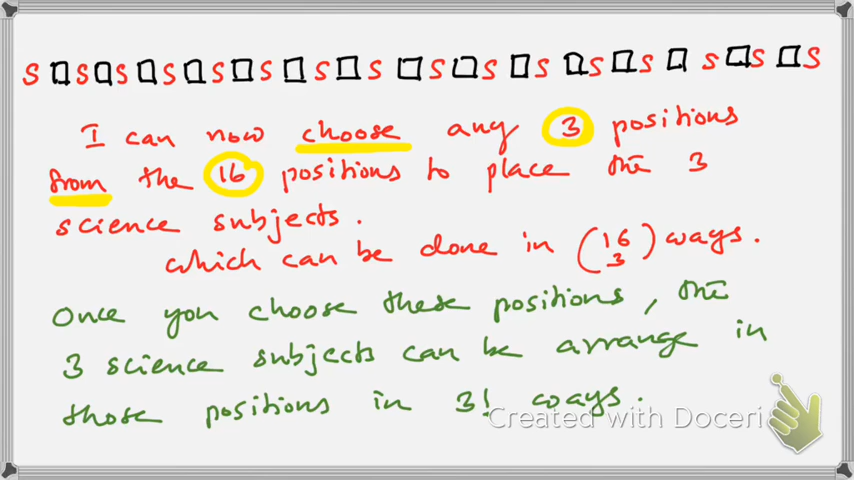 S □ S □ S □ S □ S □ S □ S □ S □ S □ S □ S □ S □ S □ S □ S □ S
I can now choose any 3 positions
from the 16 positions to place the 3
science subjects.
which can be done in (16 3) ways.
Once you choose these positions, the
3 science subjects can be arrange in
those positions in 3! ways.
Created with Doceri